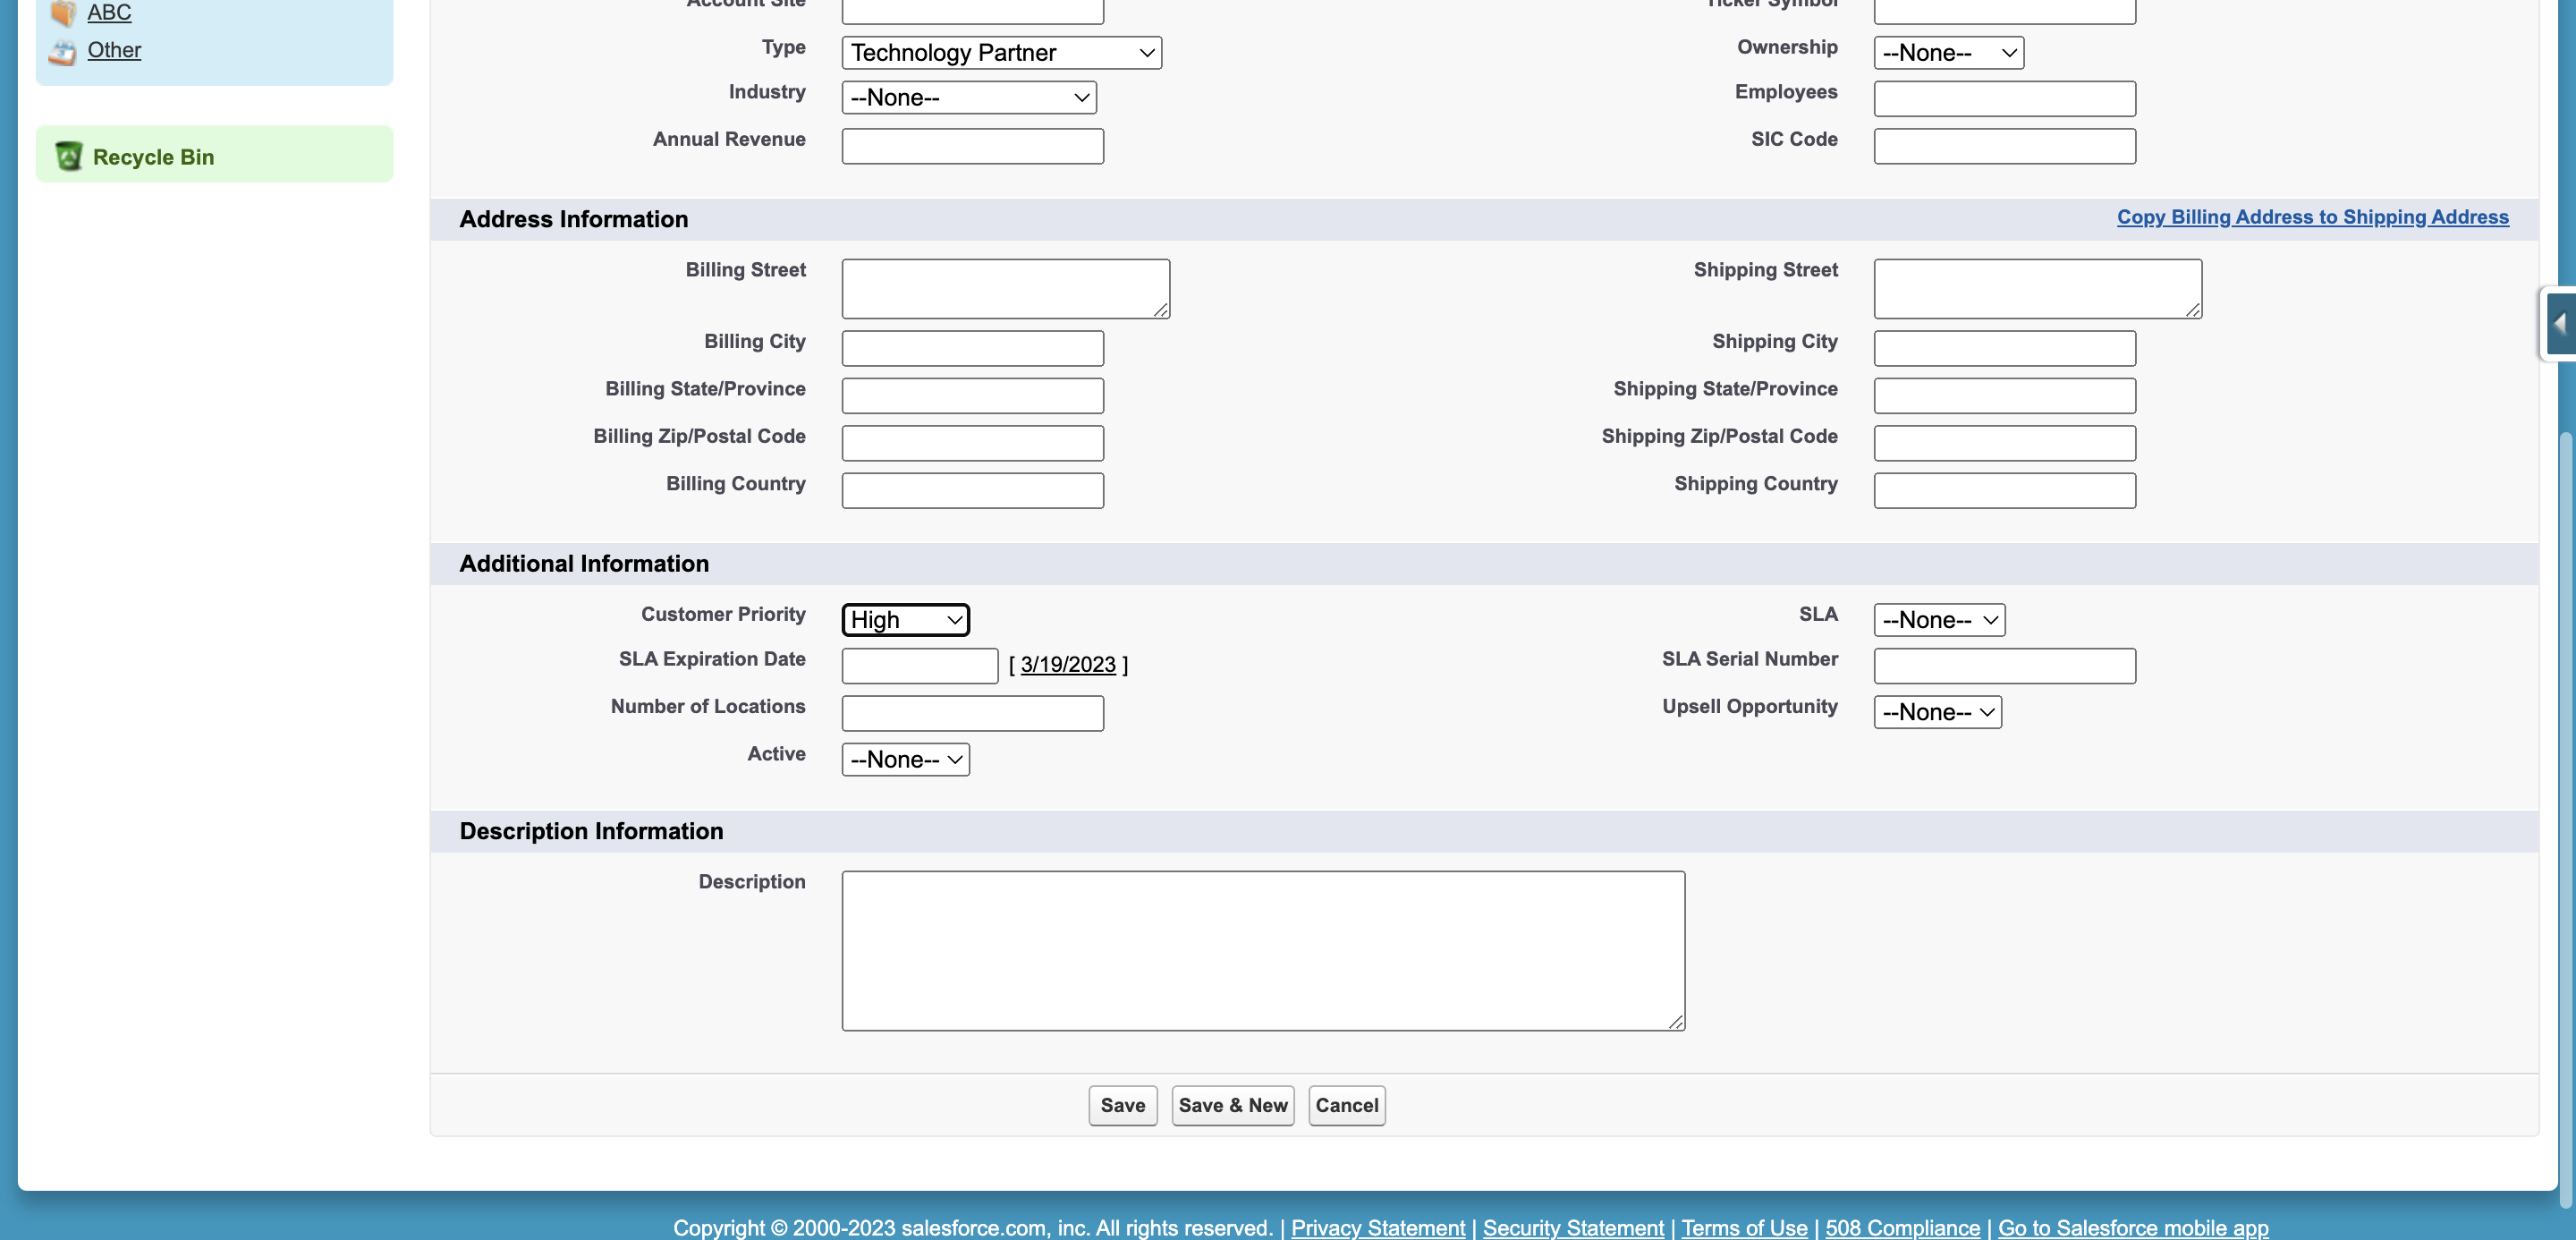 ABC
Other
Recycle Bin
Account Site
Ticker Symbol
Type Technology Partner
Ownership --None--
Industry --None--
Employees
Annual Revenue
SIC Code
Address Information
Copy Billing Address to Shipping Address
Billing Street
Shipping Street
Billing City
Shipping City
Billing State/Province
Shipping State/Province
Billing Zip/Postal Code
Shipping Zip/Postal Code
Billing Country
Shipping Country
Additional Information
Customer Priority High
SLA --None--
SLA Expiration Date [ 3/19/2023 ]
SLA Serial Number
Number of Locations
Upsell Opportunity --None--
Active --None--
Description Information
Description
Save Save & New Cancel
Copyright © 2000-2023 salesforce.com, inc. All rights reserved. | Privacy Statement | Security Statement | Terms of Use | 508 Compliance | Go to Salesforce mobile app